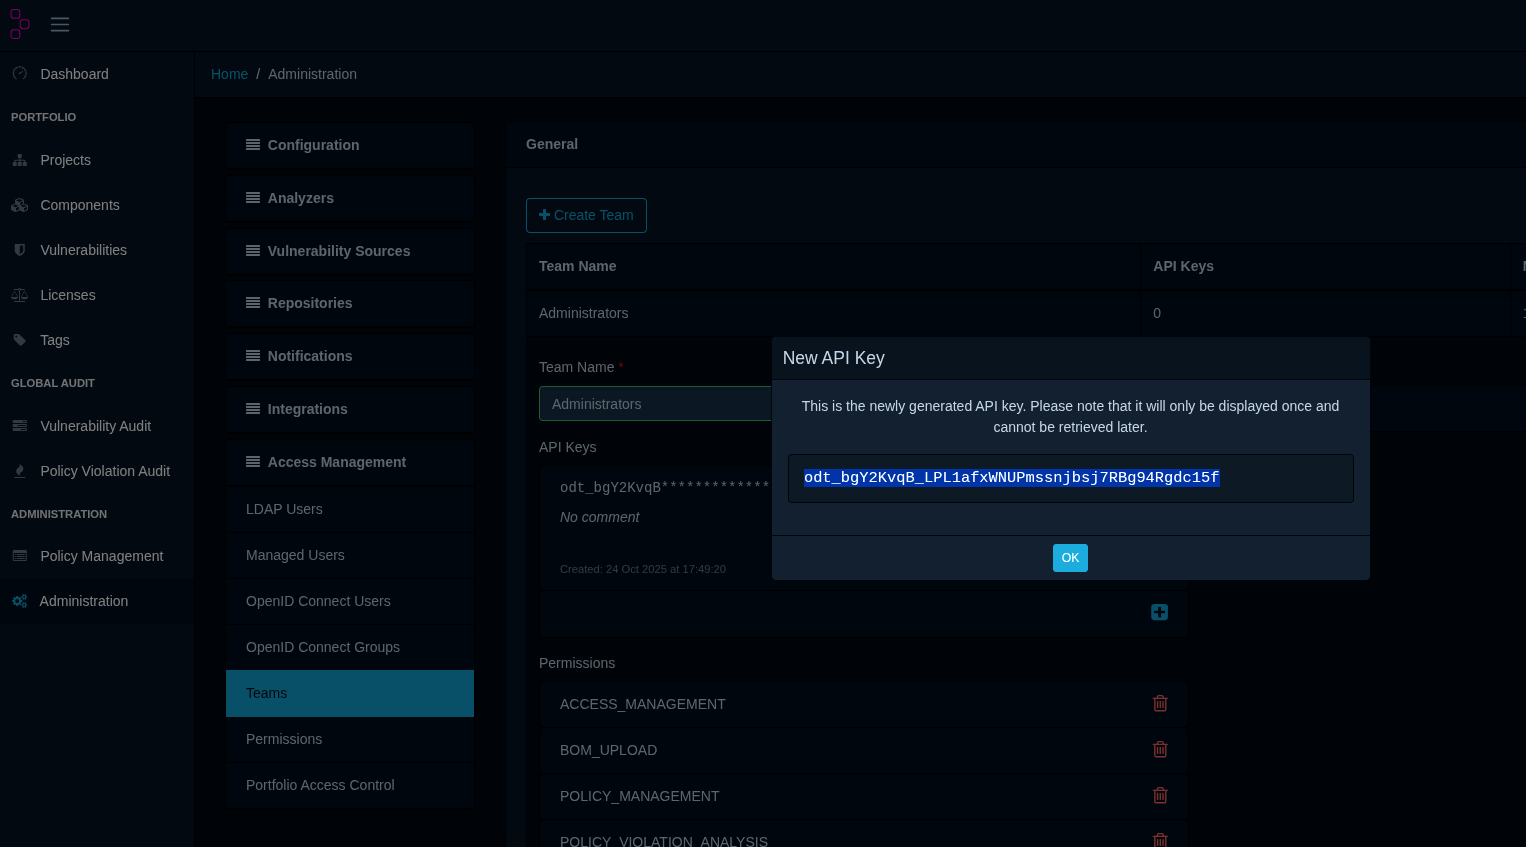 Dashboard
Home / Administration
PORTFOLIO
Projects
Components
Vulnerabilities
Licenses
Tags
GLOBAL AUDIT
Vulnerability Audit
Policy Violation Audit
ADMINISTRATION
Policy Management
Administration
Configuration
Analyzers
Vulnerability Sources
Repositories
Notifications
Integrations
Access Management
LDAP Users
Managed Users
OpenID Connect Users
OpenID Connect Groups
Teams
Permissions
Portfolio Access Control
General
Create Team
Team Name API Keys
Administrators 0
Team Name *
Administrators
API Keys
odt_bgY2KvqB*************
No comment
Created: 24 Oct 2025 at 17:49:20
Permissions
ACCESS_MANAGEMENT
BOM_UPLOAD
POLICY_MANAGEMENT
POLICY_VIOLATION_ANALYSIS
New API Key
This is the newly generated API key. Please note that it will only be displayed once and
cannot be retrieved later.
odt_bgY2KvqB_LPL1afxWNUPmssnjbsj7RBg94Rgdc15f
OK